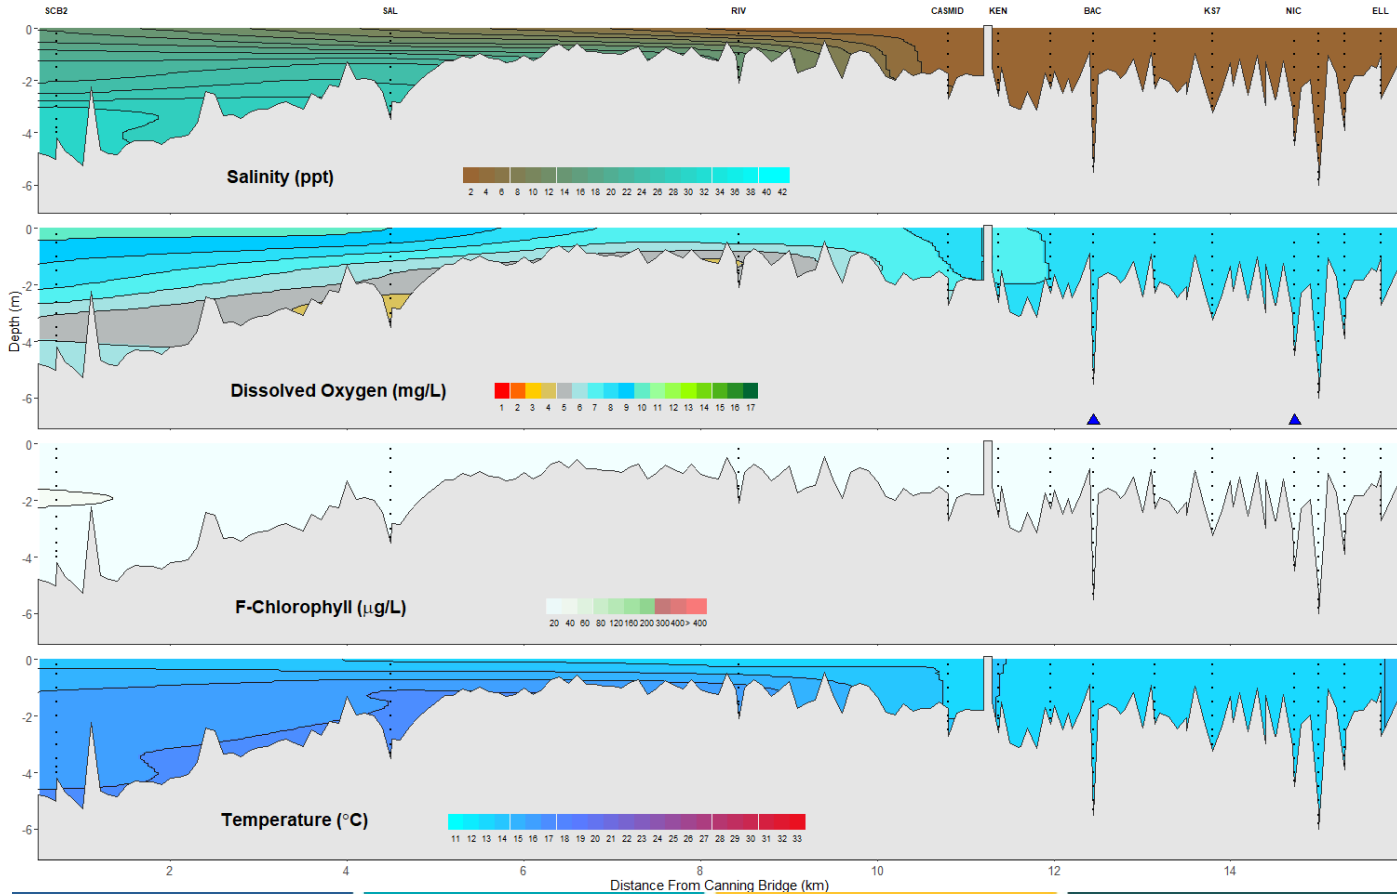 SCB2 SAL RIV CASMID KEN BAC KS7 NIC ELL
0
-2
-4
-6
Salinity (ppt)
2 4 6 8 10 12 14 16 18 20 22 24 26 28 30 32 34 36 38 40 42
0
-2
-4
-6
Depth (m)
Dissolved Oxygen (mg/L)
1 2 3 4 5 6 7 8 9 10 11 12 13 14 15 16 17
0
-2
-4
-6
F-Chlorophyll (µg/L)
20 40 60 80 120 160 200 300 400 > 400
0
-2
-4
-6
Temperature (°C)
11 12 13 14 15 16 17 18 19 20 21 22 23 24 25 26 27 28 29 30 31 32 33
2 4 6 8 10 12 14
Distance From Canning Bridge (km)